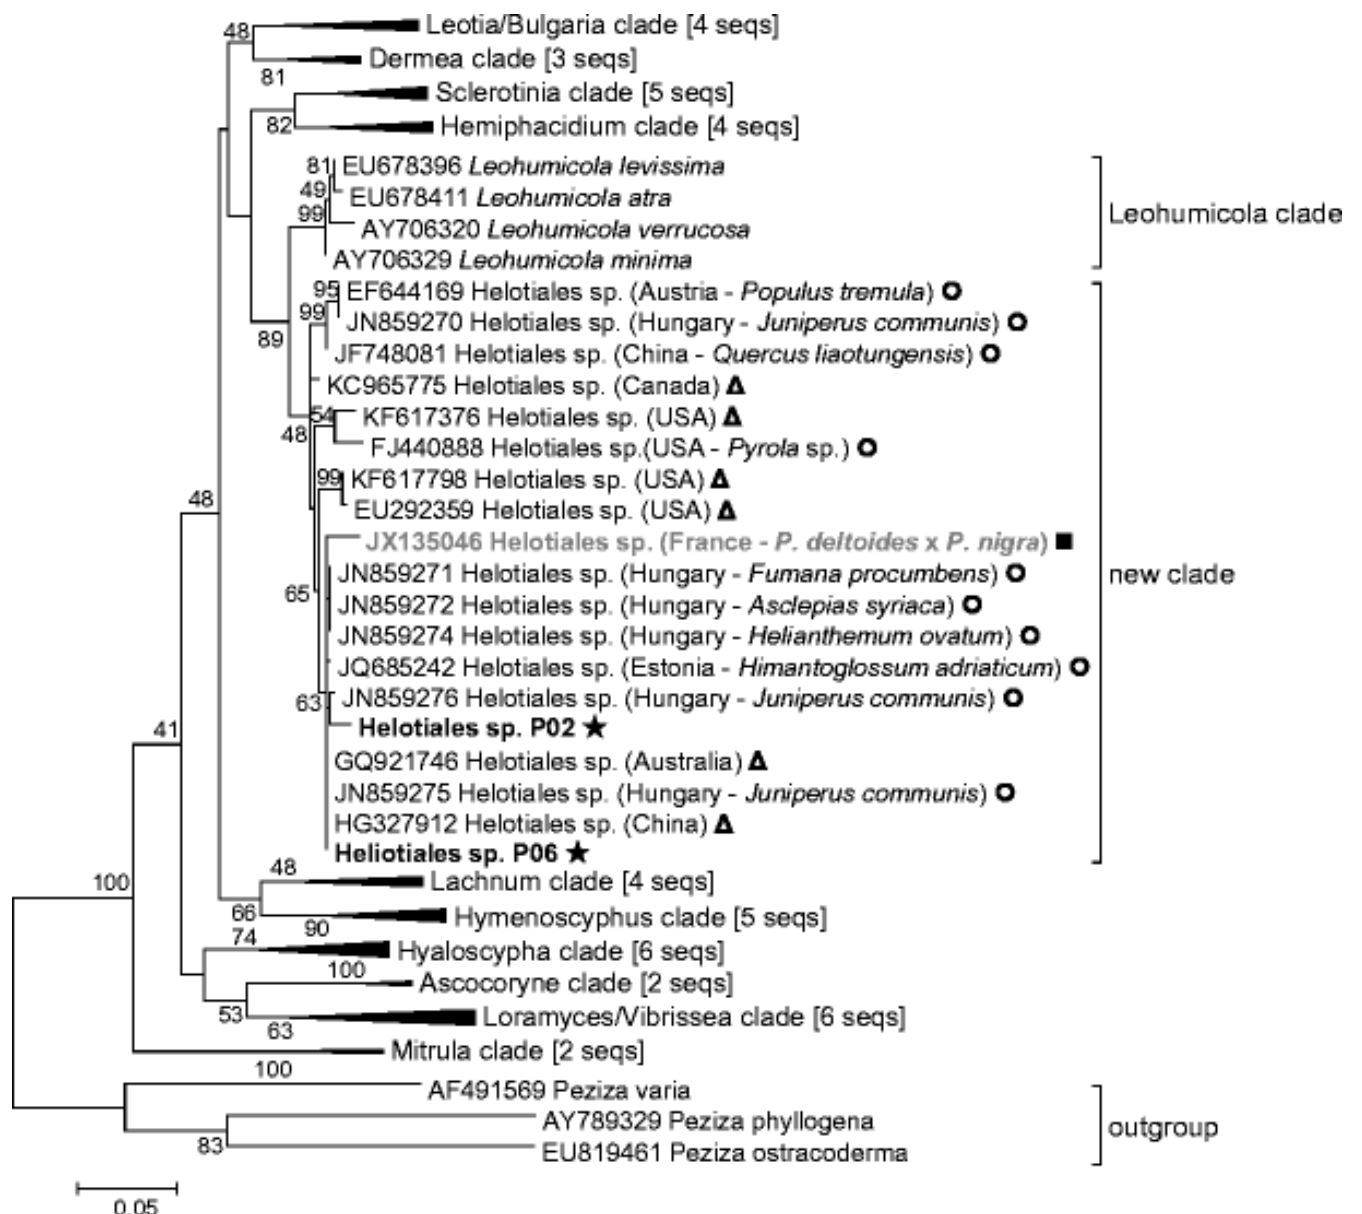 48
Leotia/Bulgaria clade [4 seqs]
Dermea clade [3 seqs]
81
Sclerotinia clade [5 seqs]
82
Hemiphacidium clade [4 seqs]
81
EU678396 Leohumicola levissima
49
EU678411 Leohumicola atra
99
AY706320 Leohumicola verrucosa
Leohumicola clade
AY706329 Leohumicola minima
95
EF644169 Helotiales sp. (Austria - Populus tremula)
99
JN859270 Helotiales sp. (Hungary - Juniperus communis)
89
JF748081 Helotiales sp. (China - Quercus liaotungensis)
KC965775 Helotiales sp. (Canada) Δ
54
KF617376 Helotiales sp. (USA) Δ
48
FJ440888 Helotiales sp.(USA - Pyrola sp.)
99
KF617798 Helotiales sp. (USA) Δ
48
EU292359 Helotiales sp. (USA) Δ
JX135046 Helotiales sp. (France - P. deltoides x P. nigra)
JN859271 Helotiales sp. (Hungary - Fumana procumbens)
new clade
65
JN859272 Helotiales sp. (Hungary - Asclepias syriaca)
JN859274 Helotiales sp. (Hungary - Helianthemum ovatum)
JQ685242 Helotiales sp. (Estonia - Himantoglossum adriaticum)
63
JN859276 Helotiales sp. (Hungary - Juniperus communis)
41
Helotiales sp. P02 ★
GQ921746 Helotiales sp. (Australia) Δ
JN859275 Helotiales sp. (Hungary - Juniperus communis)
HG327912 Helotiales sp. (China) Δ
Heliotiales sp. P06 ★
48
100
Lachnum clade [4 seqs]
66
Hymenoscyphus clade [5 seqs]
90
74
Hyaloscypha clade [6 seqs]
100
Ascocoryne clade [2 seqs]
53
Loramyces/Vibrissea clade [6 seqs]
63
Mitrula clade [2 seqs]
100
AF491569 Peziza varia
AY789329 Peziza phyllogena
outgroup
83
EU819461 Peziza ostracoderma
0.05